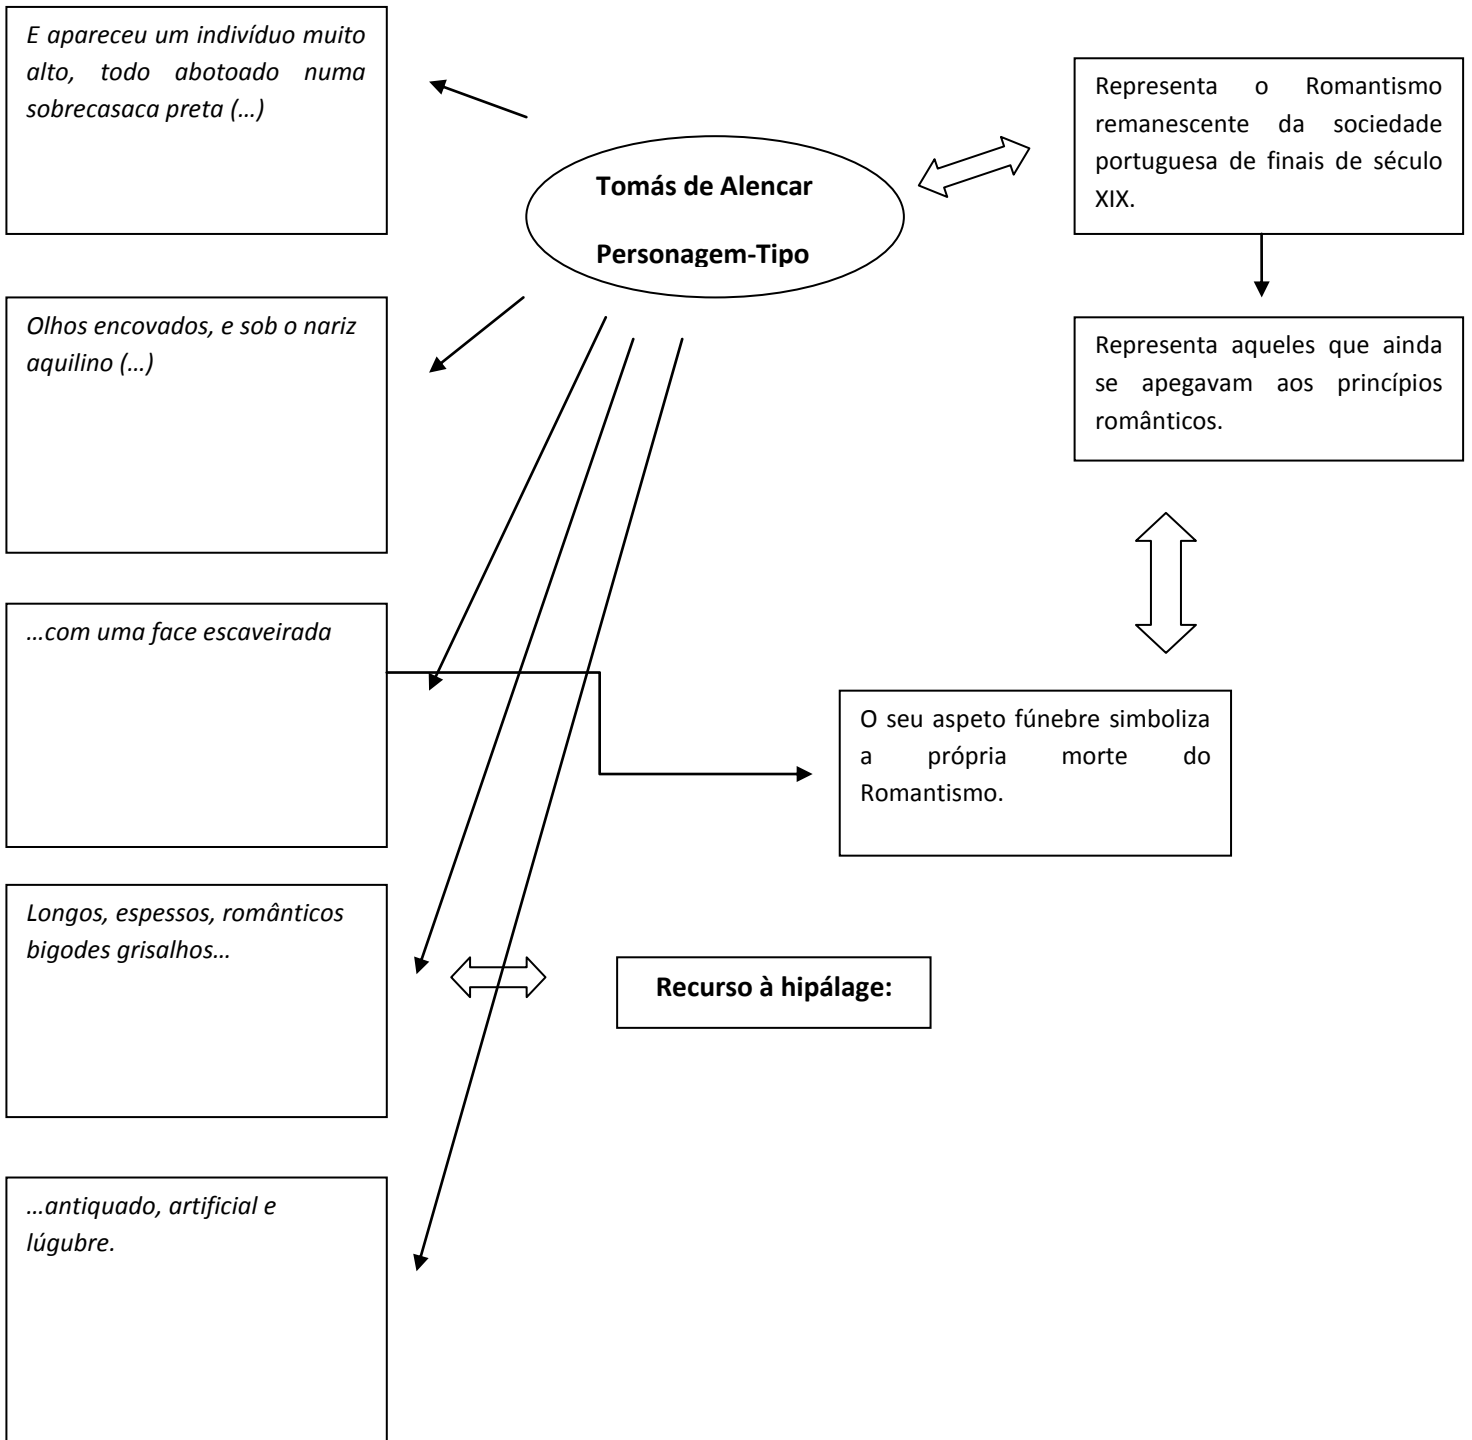 E apareceu um indivíduo muito
alto, todo abotoado numa
sobrecasaca preta (…)
Tomás de Alencar
Personagem-Tipo
Representa o Romantismo
remanescente da sociedade
portuguesa de finais de século
XIX.
Olhos encovados, e sob o nariz
aquilino (…)
Representa aqueles que ainda
se apegavam aos princípios
românticos.
…com uma face escaveirada
O seu aspeto fúnebre simboliza
a própria morte do
Romantismo.
Longos, espessos, românticos
bigodes grisalhos…
Recurso à hipálage:
…antiquado, artificial e
lúgubre.